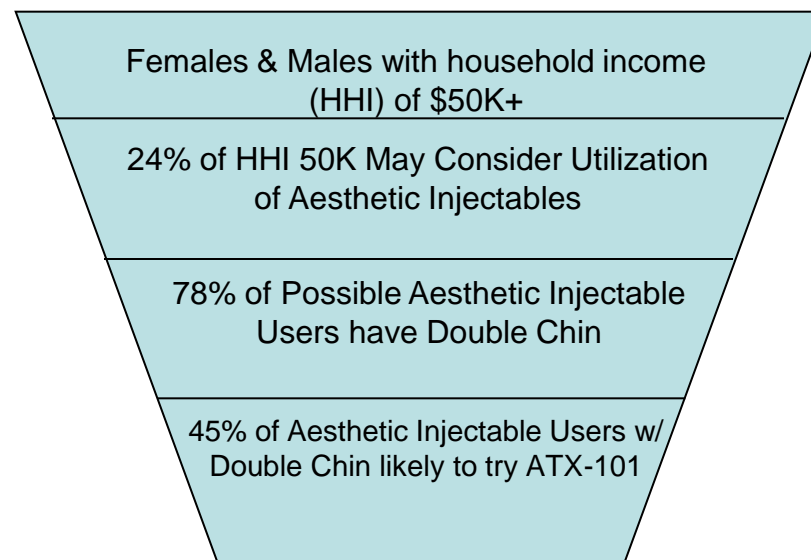 Females & Males with household income
(HHI) of $50K+
24% of HHI 50K May Consider Utilization
of Aesthetic Injectables
78% of Possible Aesthetic Injectable
Users have Double Chin
45% of Aesthetic Injectable Users w/
Double Chin likely to try ATX-101